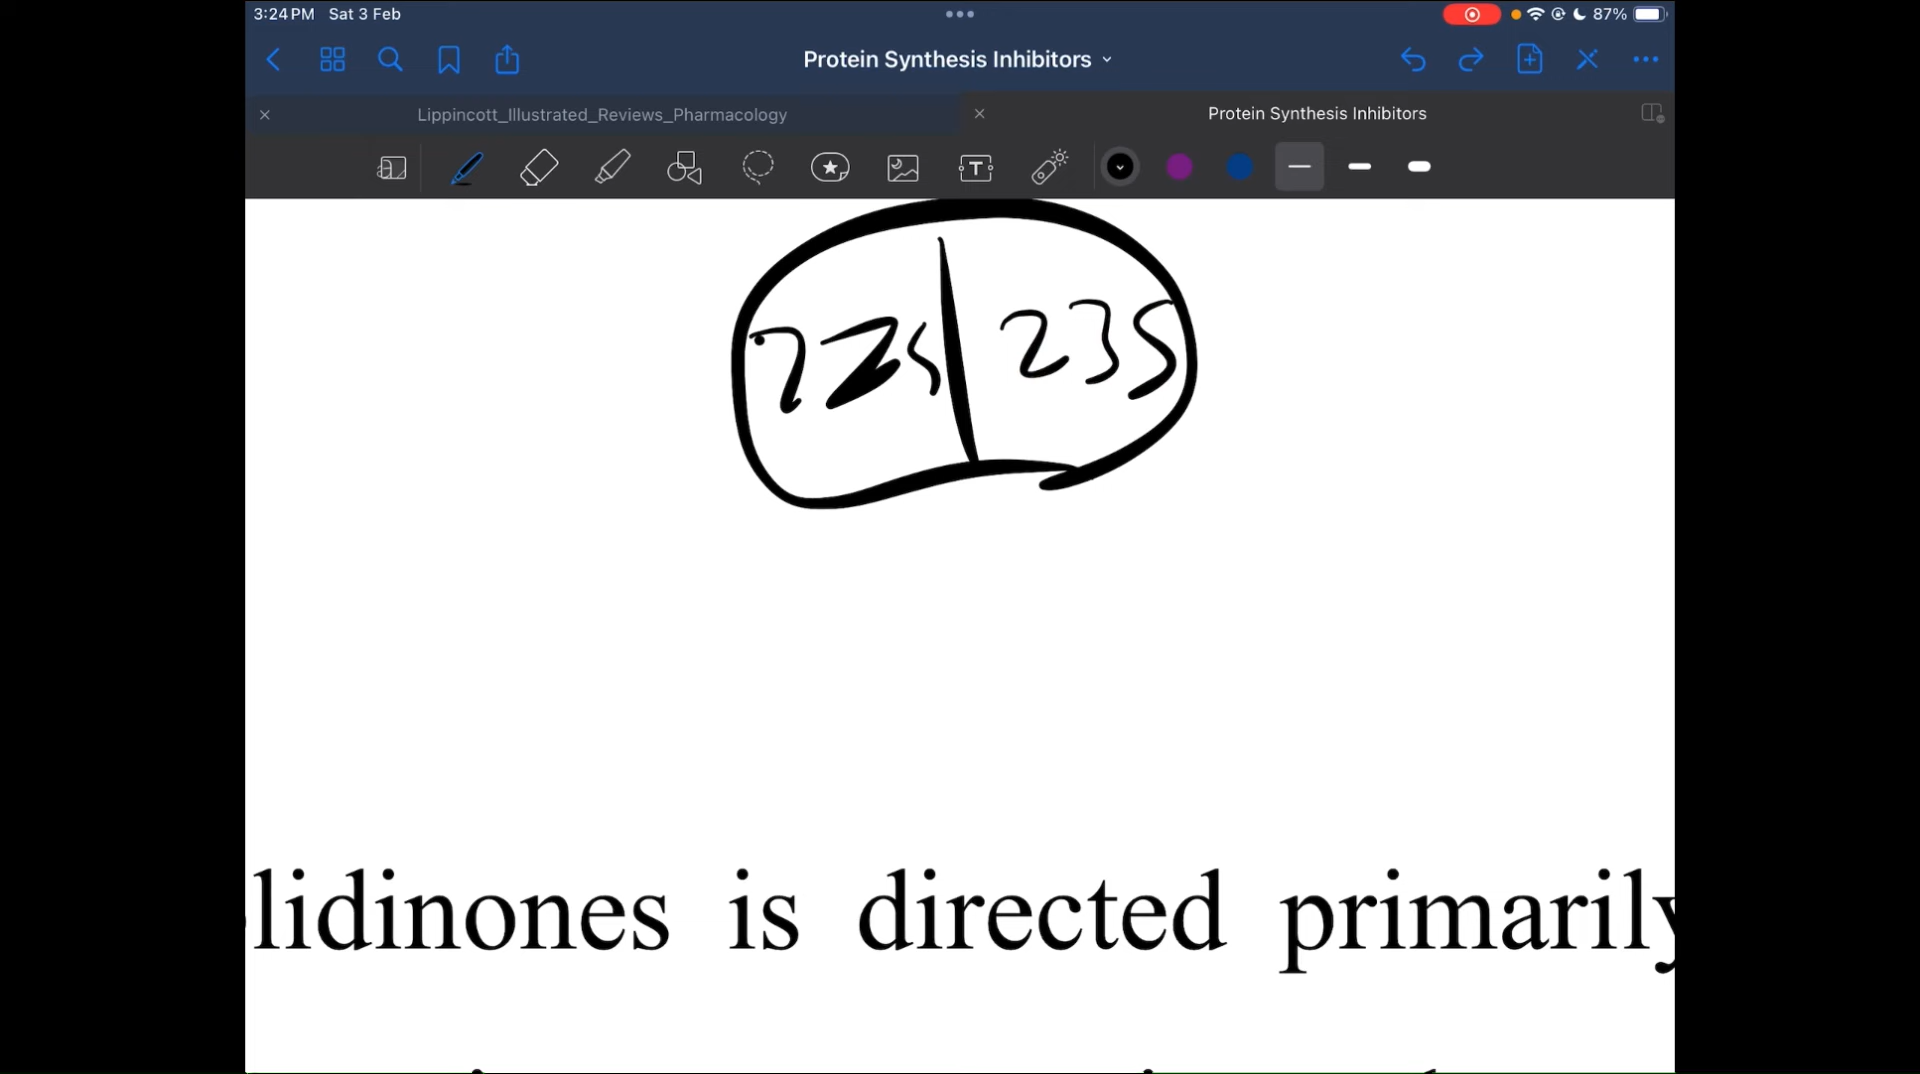 3:24 PM Sat 3 Feb 87%
Protein Synthesis Inhibitors
Lippincott_Illustrated_Reviews_Pharmacology
Protein Synthesis Inhibitors
23S
lidinones is directed primarily